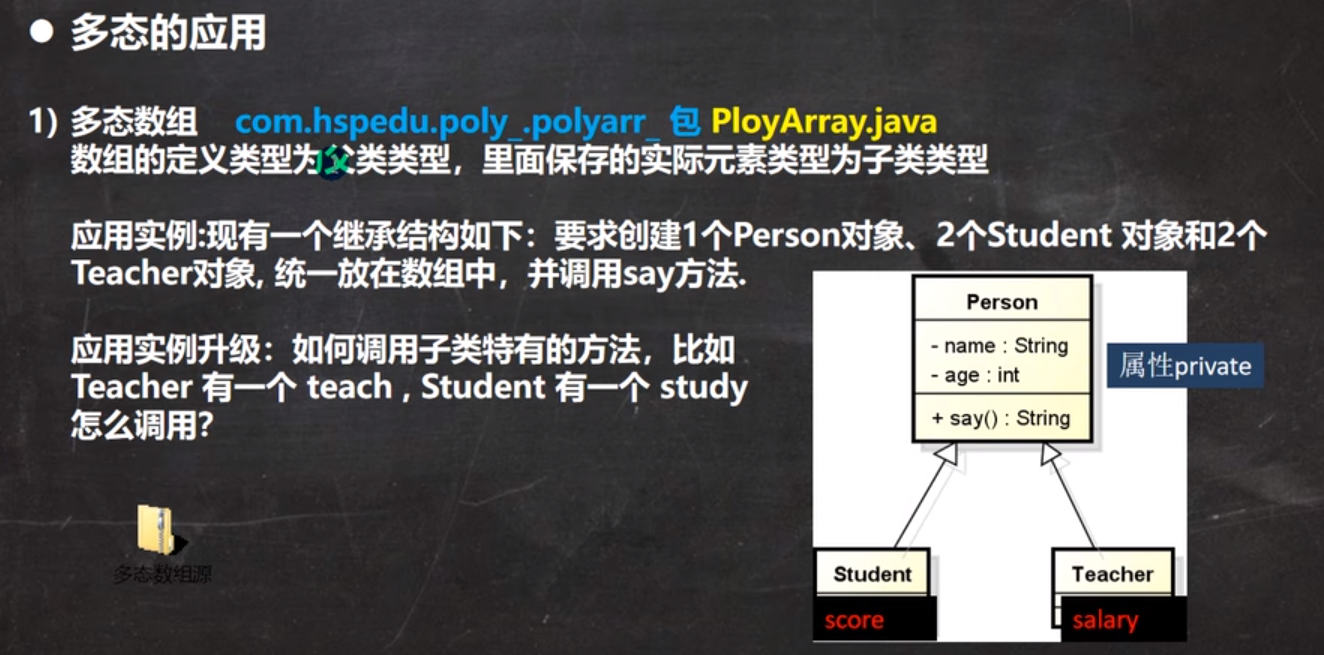 ● 多态的应用
1) 多态数组 com.hspedu.poly_.polyarr_ 包 PloyArray.java
数组的定义类型为父类类型，里面保存的实际元素类型为子类类型
应用实例:现有一个继承结构如下：要求创建1个Person对象、2个Student 对象和2个
Teacher对象, 统一放在数组中，并调用say方法.
应用实例升级：如何调用子类特有的方法，比如
Teacher 有一个 teach , Student 有一个 study
怎么调用？
多态数组源
Person
- name : String
- age : int
+ say() : String
属性private
Student
score
Teacher
salary